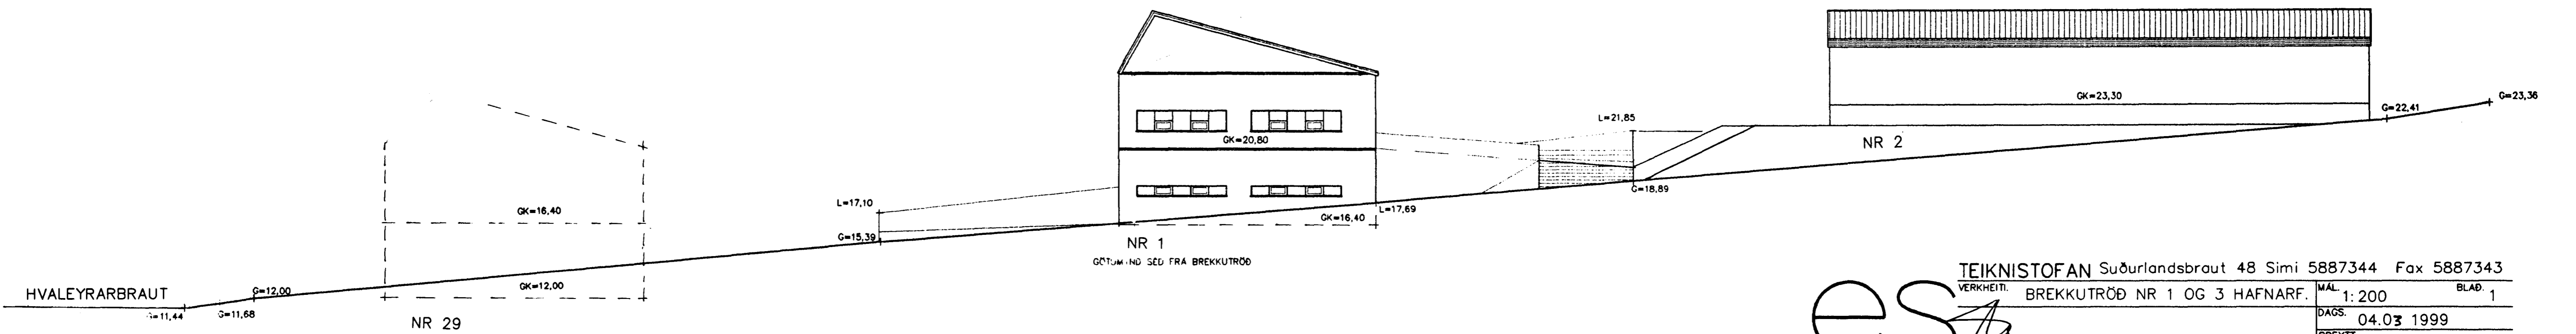 HVALEYRARBRAUT
G=11,44
G=11,68
G=12,00
GK=16,40
GK=12,00
NR 29
L=17,10
G=15,39
GK=20,80
GK=16,40
L=17,69
NR 1
GÖTUMYND SÉÐ FRÁ BREKKUTRÖÐ
L=21,85
G=18,89
GK=23,30
NR 2
G=22,41
G=23,36
TEIKNISTOFAN Suðurlandsbraut 48 Simi 5887344 Fax 5887343
VERKHEITI. BREKKUTRÖÐ NR 1 OG 3 HAFNARF. MÁL. 1:200 BLAÐ. 1
es DAGS. 04.03 1999